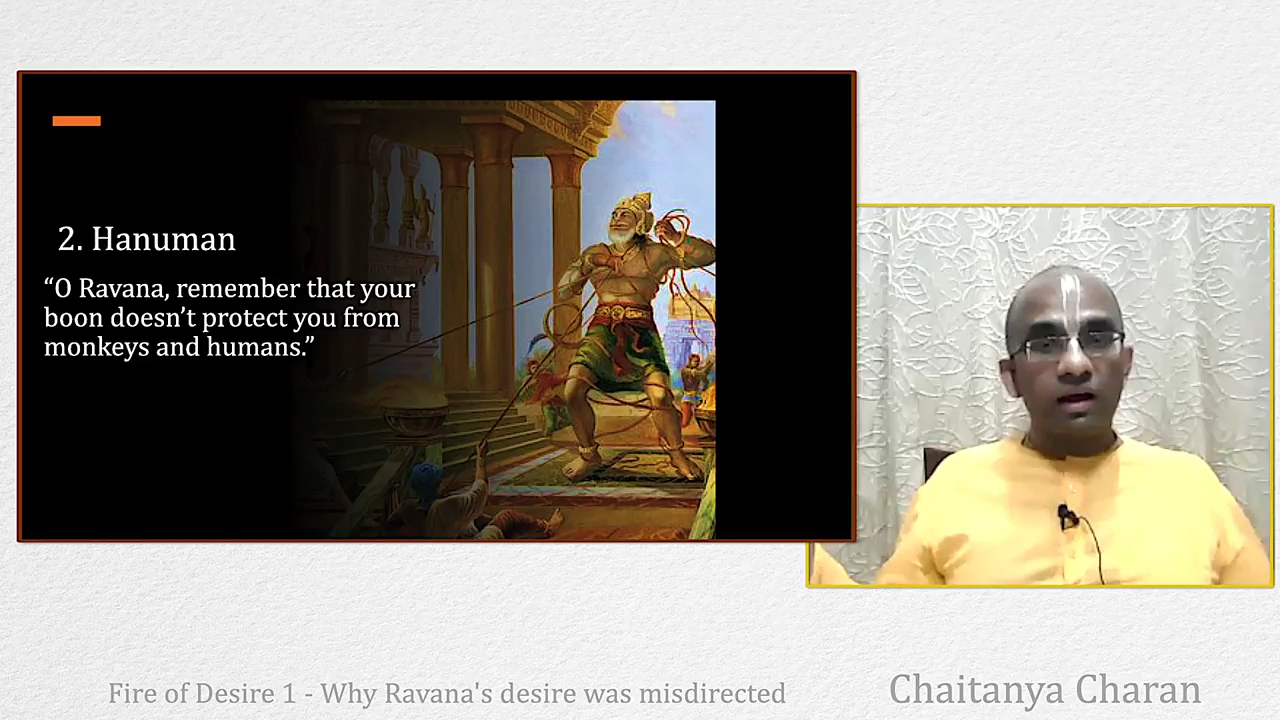 2. Hanuman
“O Ravana, remember that your
boon doesn’t protect you from
monkeys and humans.”
Fire of Desire 1 - Why Ravana's desire was misdirected
Chaitanya Charan